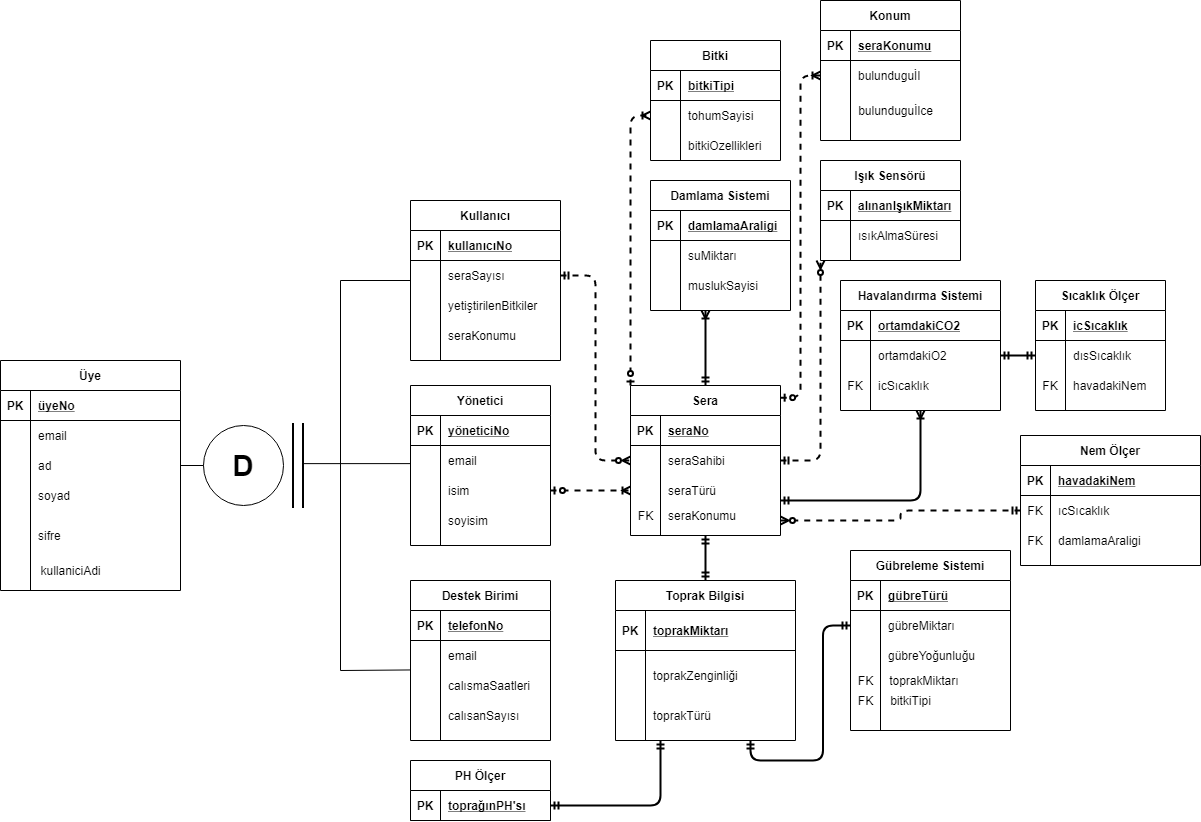 Üye
PK üyeNo
email
ad
soyad
sifre
kullaniciAdi
D
Kullanıcı
PK kullanıcıNo
seraSayısı
yetiştirilenBitkiler
seraKonumu
Yönetici
PK yöneticiNo
email
isim
soyisim
Destek Birimi
PK telefonNo
email
calısmaSaatleri
calısanSayısı
PH Ölçer
PK toprağınPH'sı
Bitki
PK bitkiTipi
tohumSayisi
bitkiOzellikleri
Damlama Sistemi
PK damlamaAraligi
suMiktarı
muslukSayisi
Sera
PK seraNo
seraSahibi
seraTürü
FK seraKonumu
Toprak Bilgisi
PK toprakMiktarı
toprakZenginliği
toprakTürü
Konum
PK seraKonumu
bulunduguİl
bulunduguİlce
Işık Sensörü
PK alınanIşıkMiktarı
ısıkAlmaSüresi
Havalandırma Sistemi
PK ortamdakiCO2
ortamdakiO2
FK icSıcaklık
Sıcaklık Ölçer
PK icSıcaklık
dısSıcaklık
FK havadakiNem
Nem Ölçer
PK havadakiNem
FK ıcSıcaklık
FK damlamaAraligi
Gübreleme Sistemi
PK gübreTürü
gübreMiktarı
gübreYoğunluğu
FK toprakMiktarı
FK bitkiTipi